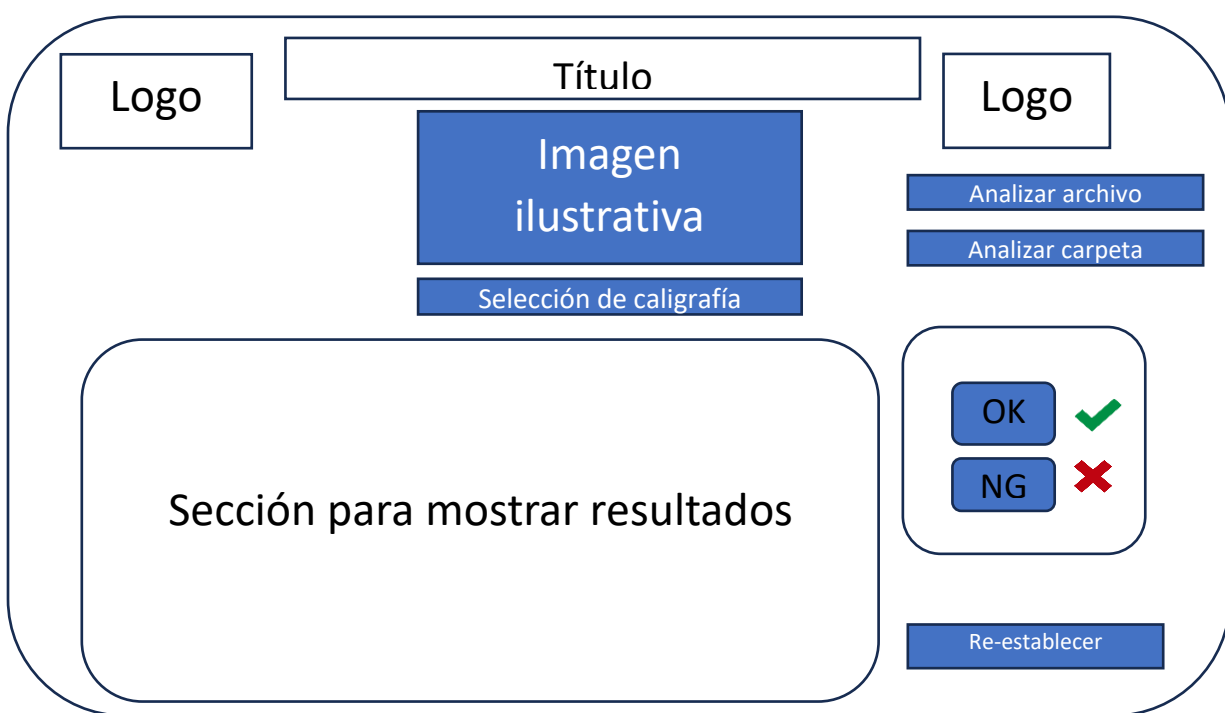 Logo
Título
Logo
Imagen
ilustrativa
Analizar archivo
Analizar carpeta
Selección de caligrafía
OK
NG
Sección para mostrar resultados
Re-establecer